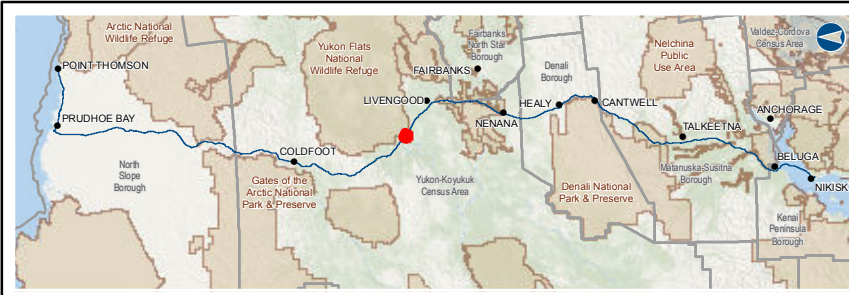 Arctic National
Wildlife Refuge
POINT THOMSON
PRUDHOE BAY
North
Slope
Borough
COLDFOOT
Gates of the
Arctic National
Park & Preserve
Yukon Flats
National
Wildlife Refuge
LIVENGOOD
FAIRBANKS
Fairbanks
North Star
Borough
NENANA
Yukon-Koyukuk
Census Area
Denali
Borough
HEALY
CANTWELL
Denali National
Park & Preserve
Nelchina
Public
Use Area
TALKEETNA
Matanuska-Susitna
Borough
Valdez-Cordova
Census Area
ANCHORAGE
BELUGA
NIKISK
Kenai
Peninsula
Borough